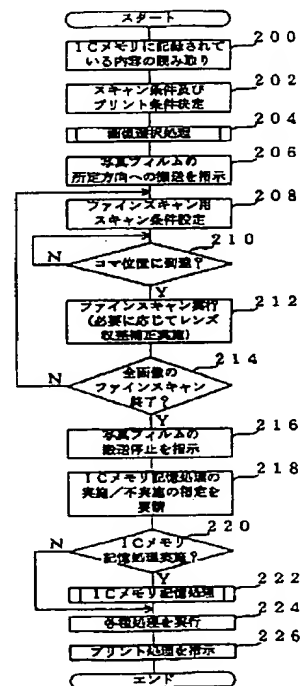 スタート
200
ICメモリに記録されて
いる内容の読み取り
202
スキャン条件及び
プリント条件決定
204
画像選択処理
206
写真フィルムの
所定方向への搬送を指示
208
ファインスキャン用
スキャン条件設定
210
N
コマ位置に到達?
Y
212
ファインスキャン実行
(必要に応じてレンズ
収差補正実施)
214
N
全画像の
ファインスキャン
終了?
Y
216
写真フィルムの
搬送停止を指示
218
ICメモリ記憶処理の
実施/不実施の指定を
要請
220
N
ICメモリ
記憶処理実施?
Y
222
ICメモリ記憶処理
224
各種処理を実行
226
プリント処理を指示
エンド